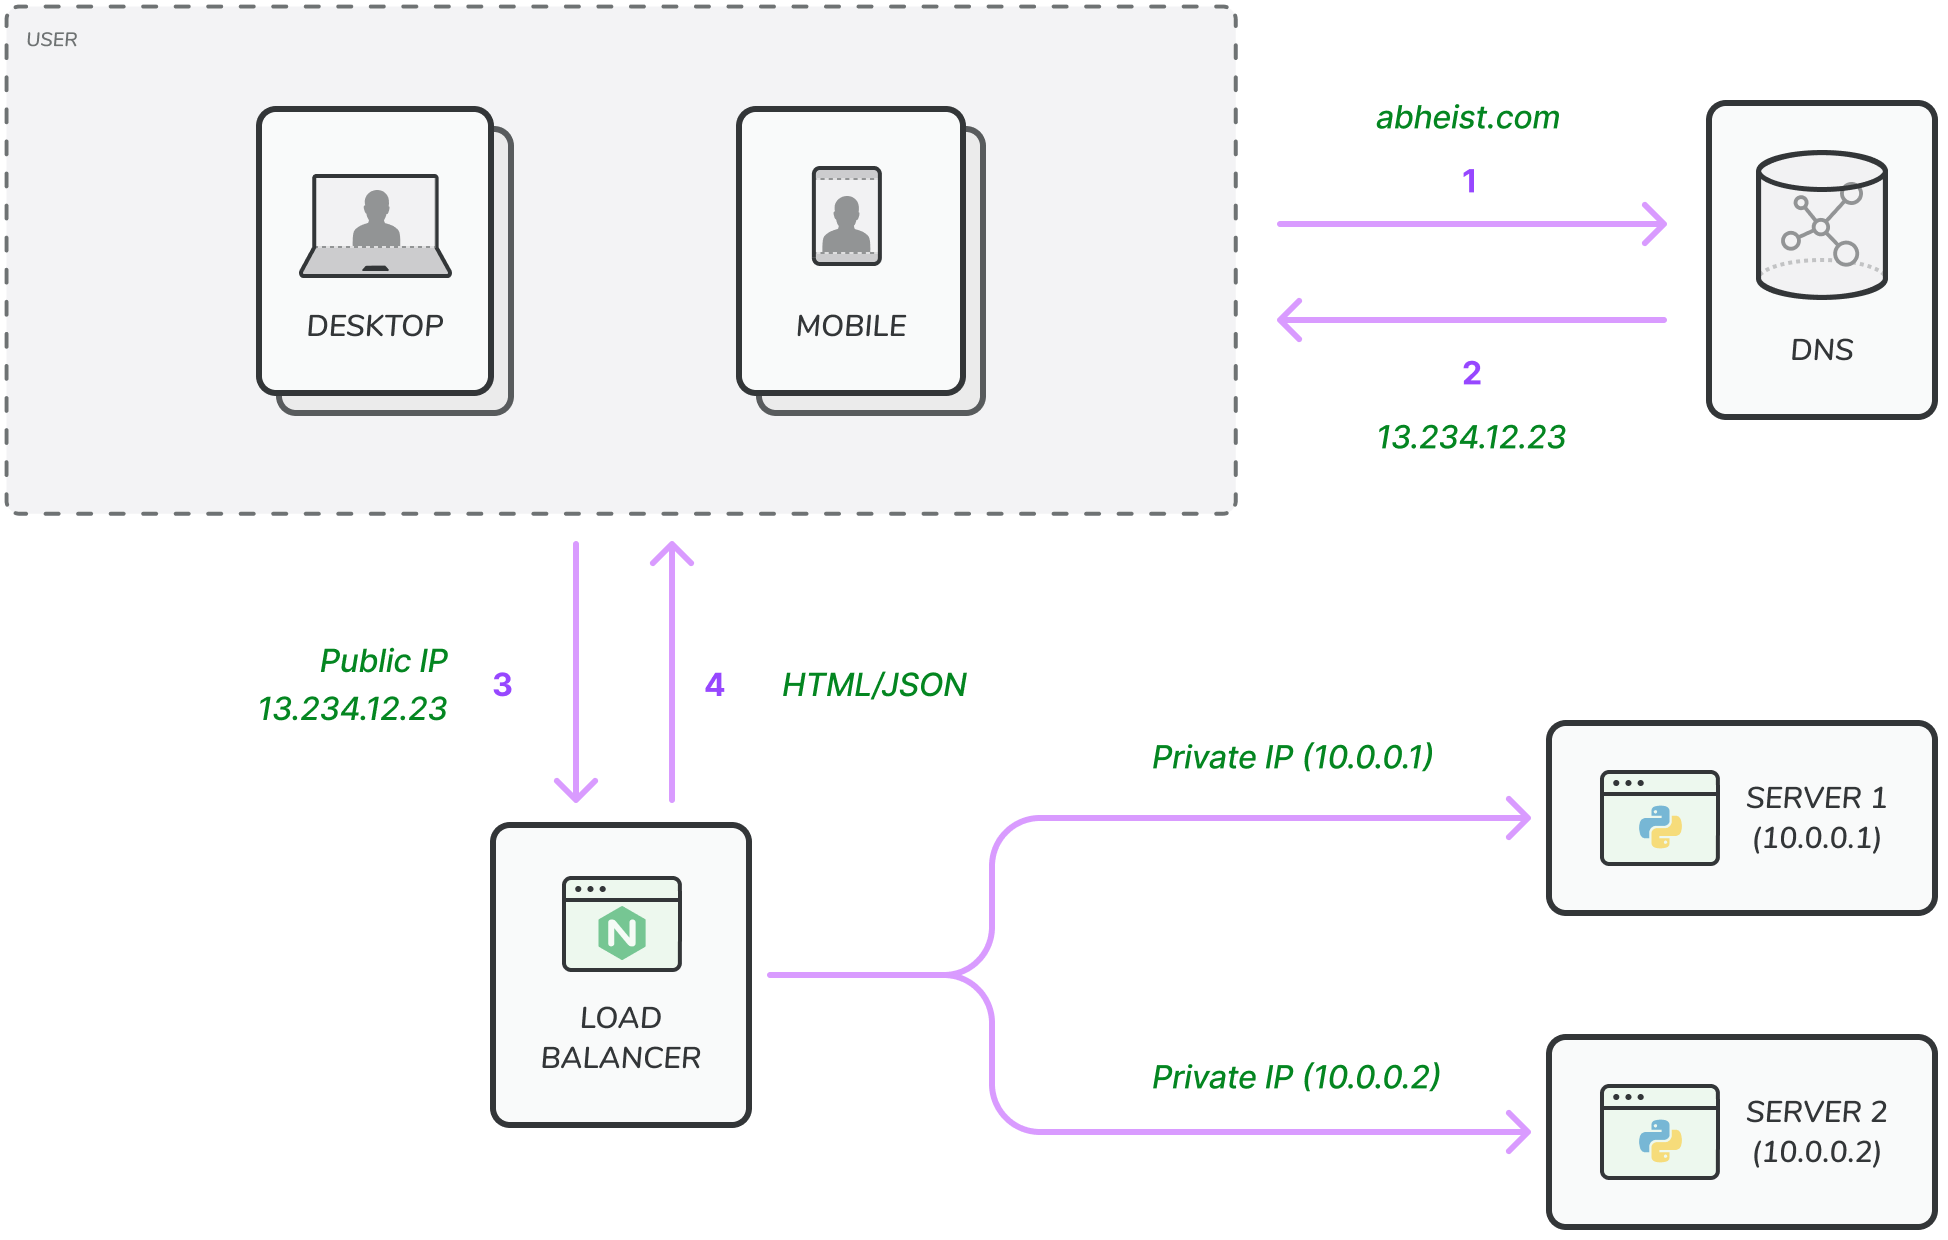 USER
DESKTOP
MOBILE
abheist.com
1
2
13.234.12.23
DNS
Public IP
13.234.12.23
3
4
HTML/JSON
LOAD
BALANCER
Private IP (10.0.0.1)
SERVER 1
(10.0.0.1)
Private IP (10.0.0.2)
SERVER 2
(10.0.0.2)